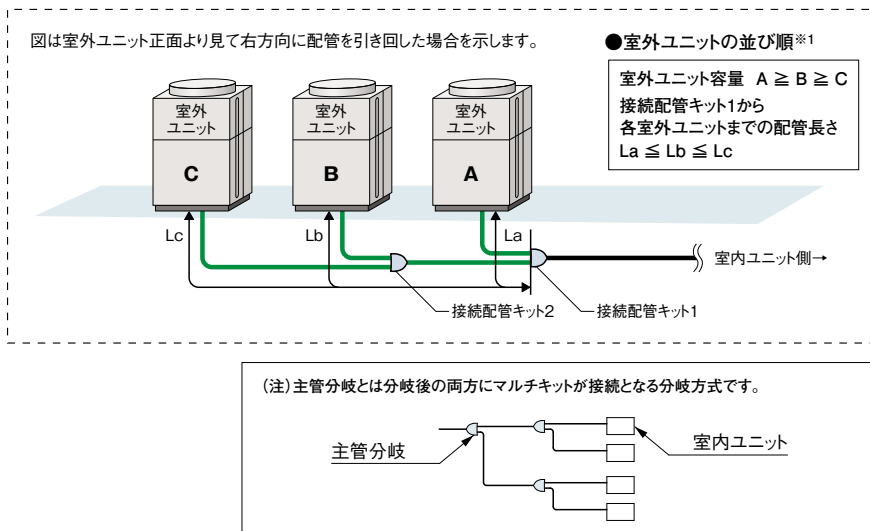 図は室外ユニット正面より見て右方向に配管を引き回した場合を示します。
●室外ユニットの並び順※1
室外ユニット容量 A ≧ B ≧ C
接続配管キット1から
各室外ユニットまでの配管長さ
La ≦ Lb ≦ Lc
室外
ユニット
C
室外
ユニット
B
室外
ユニット
A
Lc
Lb
La
室内ユニット側→
接続配管キット2
接続配管キット1
(注)主管分岐とは分岐後の両方にマルチキットが接続となる分岐方式です。
主管分岐
室内ユニット